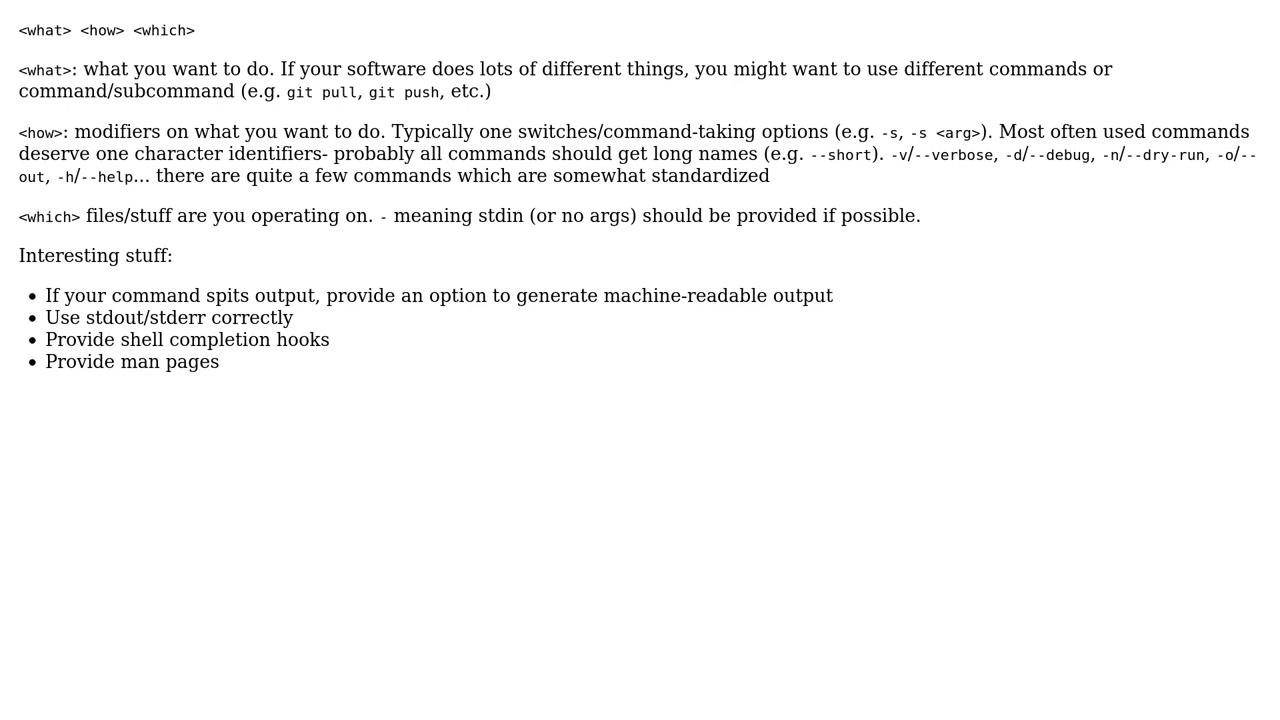 <what> <how> <which>
<what>: what you want to do. If your software does lots of different things, you might want to use different commands or
command/subcommand (e.g. git pull, git push, etc.)
<how>: modifiers on what you want to do. Typically one switches/command-taking options (e.g. -s, -s <arg>). Most often used commands
deserve one character identifiers- probably all commands should get long names (e.g. --short). -v/--verbose, -d/--debug, -n/--dry-run, -o/--
out, -h/--help... there are quite a few commands which are somewhat standardized
<which> files/stuff are you operating on. - meaning stdin (or no args) should be provided if possible.
Interesting stuff:
• If your command spits output, provide an option to generate machine-readable output
• Use stdout/stderr correctly
• Provide shell completion hooks
• Provide man pages